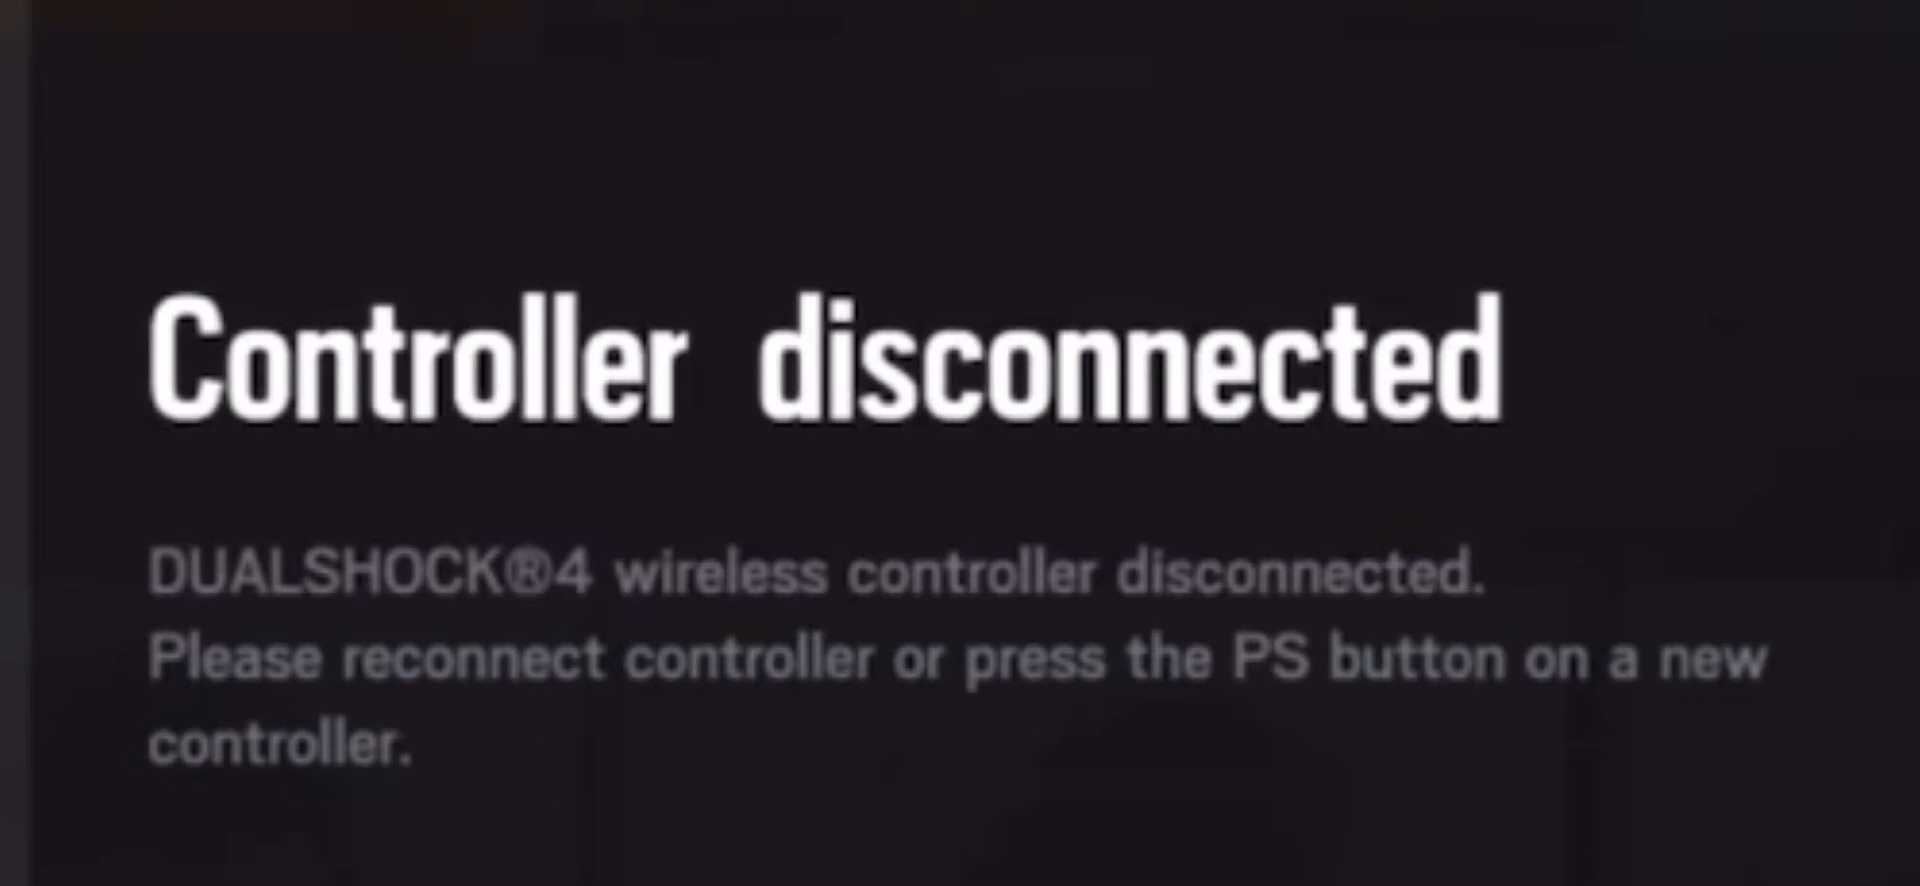 Controller disconnected
DUALSHOCK®4 wireless controller disconnected.
Please reconnect controller or press the PS button on a new
controller.